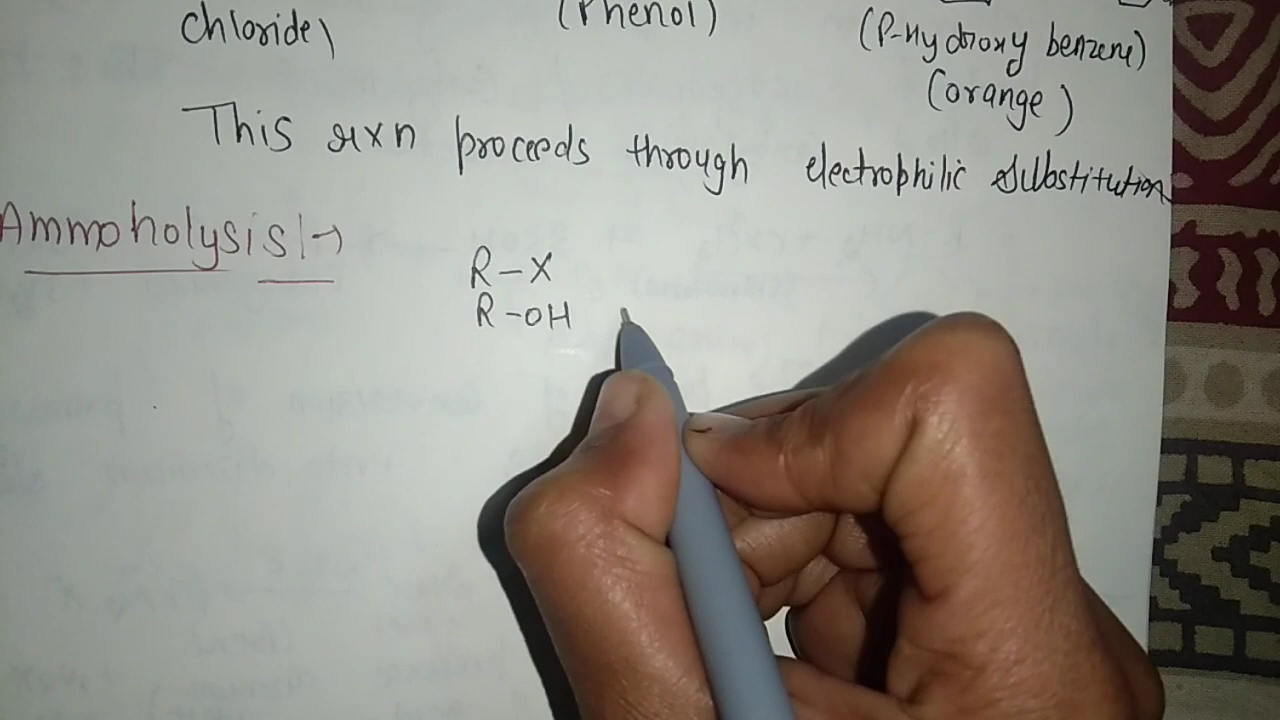 Chloride) (Phenol) (P-Hydroxy benzene)
(orange)
This rxn proceeds through electrophilic substitution
Ammoholysis:→
R-X
R-OH